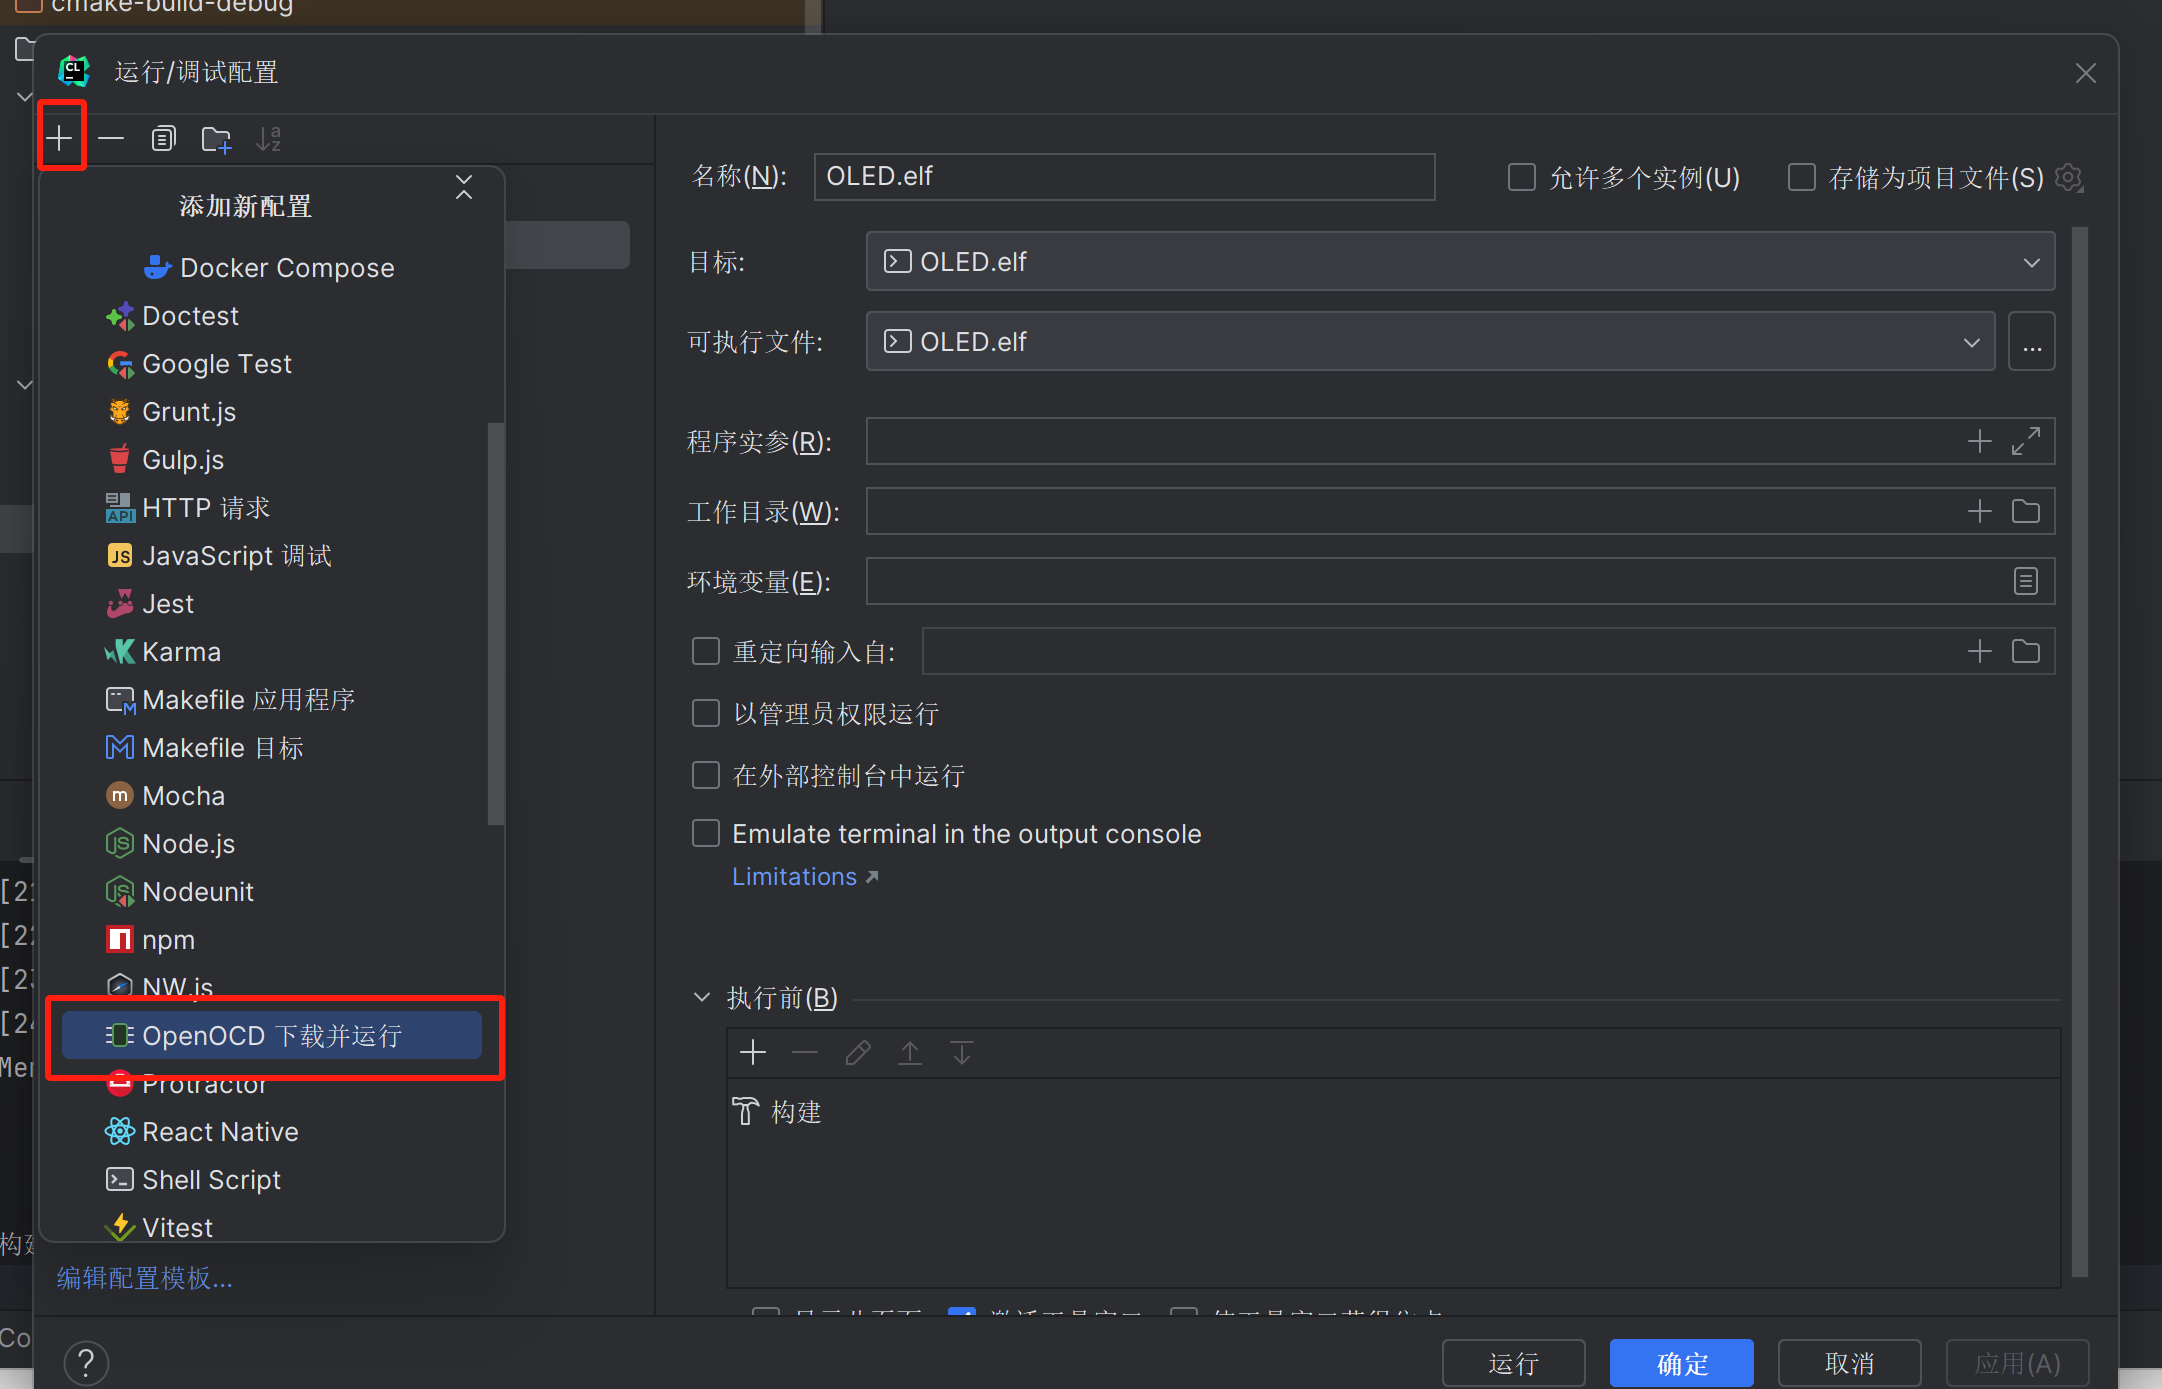 cmake-build-debug
运行/调试配置
添加新配置
Docker Compose
Doctest
Google Test
Grunt.js
Gulp.js
HTTP 请求
JavaScript 调试
Jest
Karma
Makefile 应用程序
Makefile 目标
Mocha
Node.js
Nodeunit
npm
NW.js
OpenOCD 下载并运行
Protractor
React Native
Shell Script
Vitest
编辑配置模板...
名称(N):
OLED.elf
允许多个实例(U)
存储为项目文件(S)
目标:
OLED.elf
可执行文件:
OLED.elf
...
程序实参(R):
工作目录(W):
环境变量(E):
重定向输入自:
以管理员权限运行
在外部控制台中运行
Emulate terminal in the output console
Limitations
执行前(B)
构建
运行
确定
取消
应用(A)